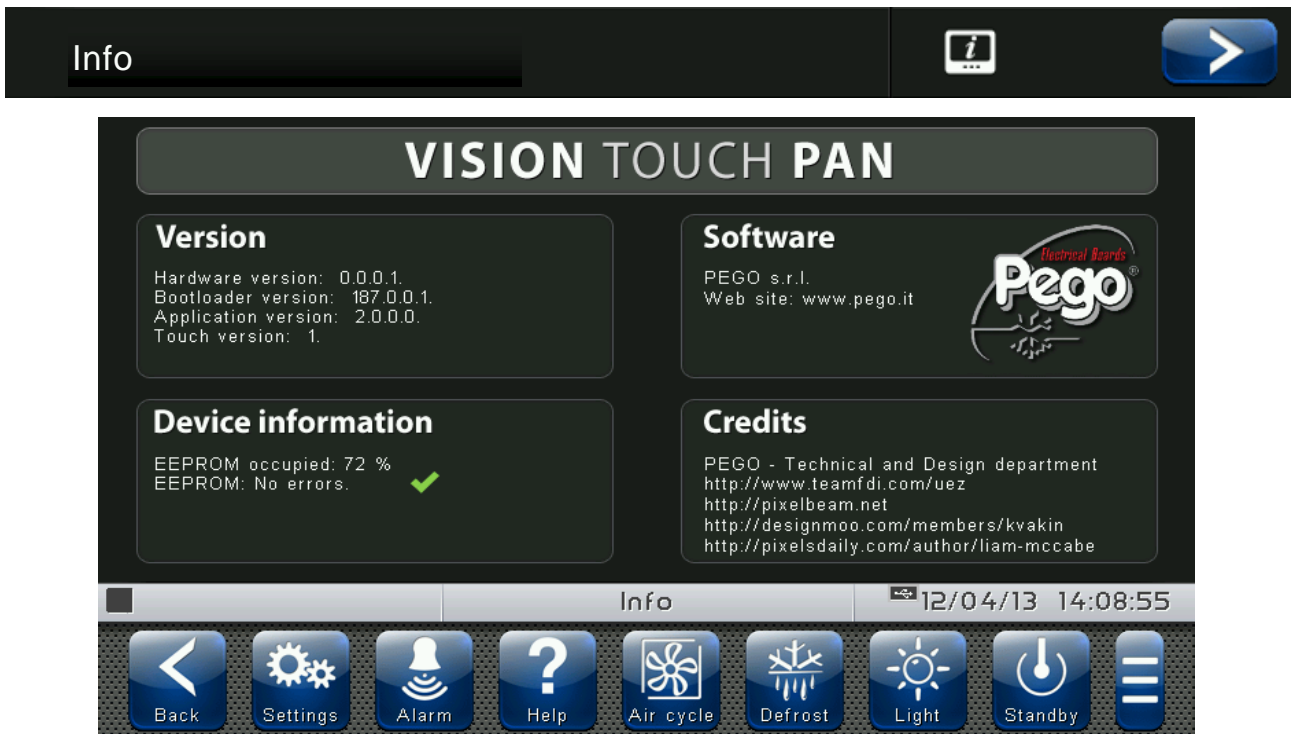 Info
VISION TOUCH PAN
Version
Hardware version: 0.0.0.1.
Bootloader version: 187.0.0.1.
Application version: 2.0.0.0.
Touch version: 1.
Software
PEGO s.r.l.
Web site: www.pego.it
Electrical Boards
Pego®
Device information
EEPROM occupied: 72 %
EEPROM: No errors.
Credits
PEGO - Technical and Design department
http://www.teamfdi.com/uez
http://pixelbeam.net
http://designmoo.com/members/kvakin
http://pixelsdaily.com/author/liam-mccabe
Info 12/04/13 14:08:55
Back Settings Alarm Help Air cycle Defrost Light Standby